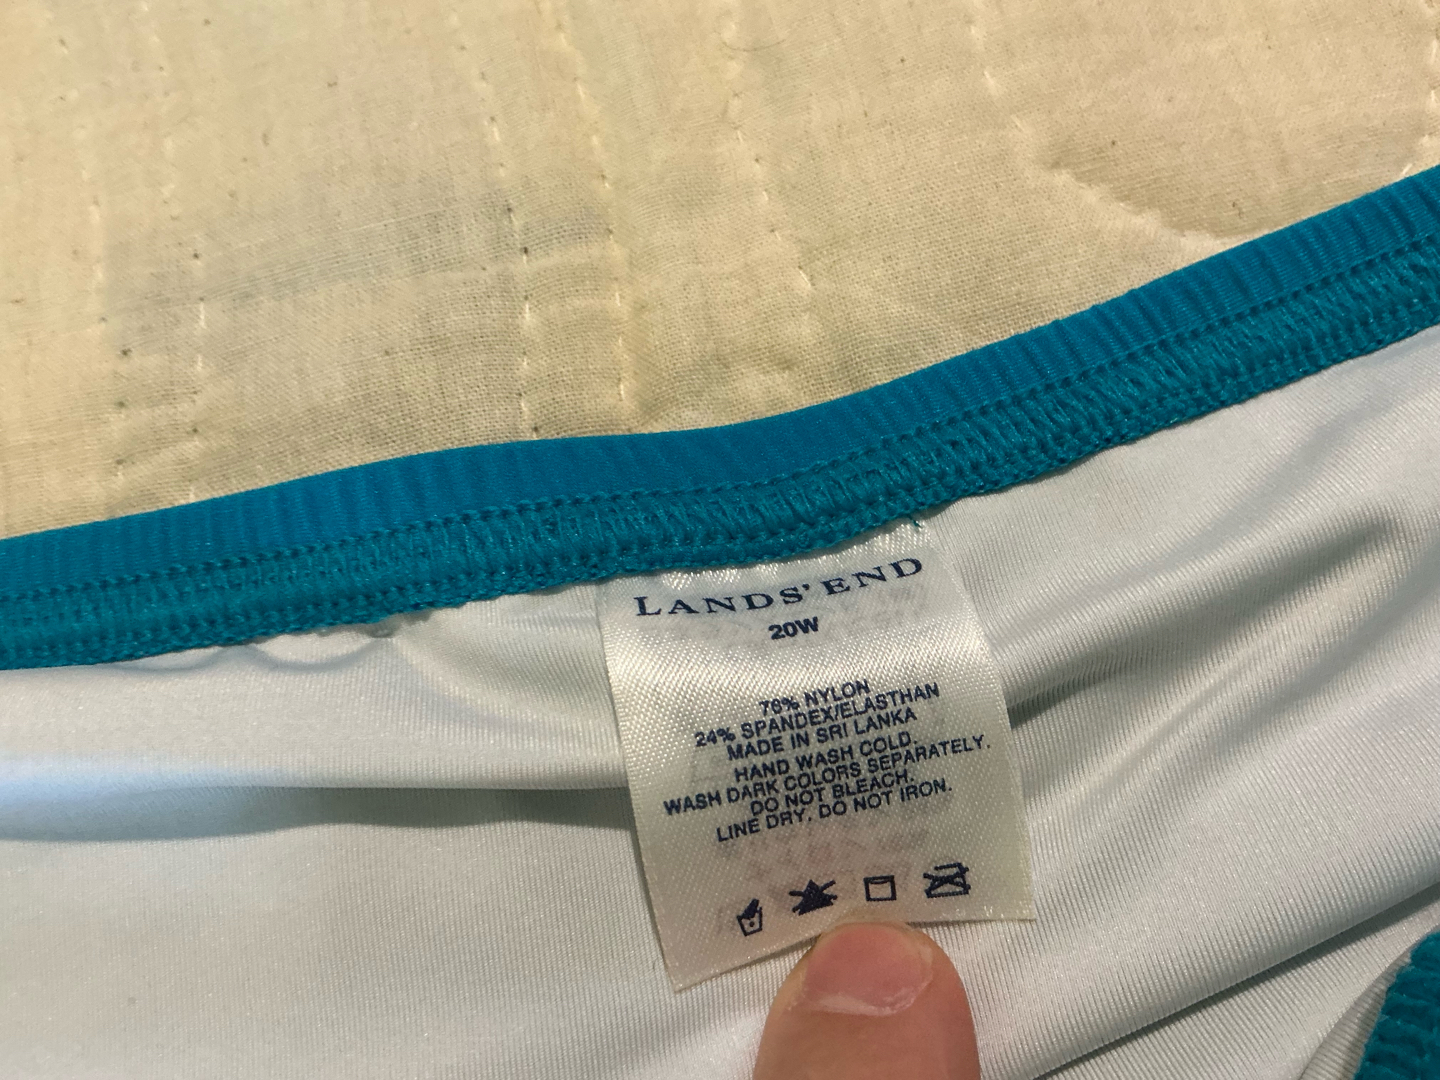 LANDS' END
20W
76% NYLON
24% SPANDEX/ELASTHAN
MADE IN SRI LANKA
HAND WASH COLD.
WASH DARK COLORS SEPARATELY.
DO NOT BLEACH.
LINE DRY. DO NOT IRON.